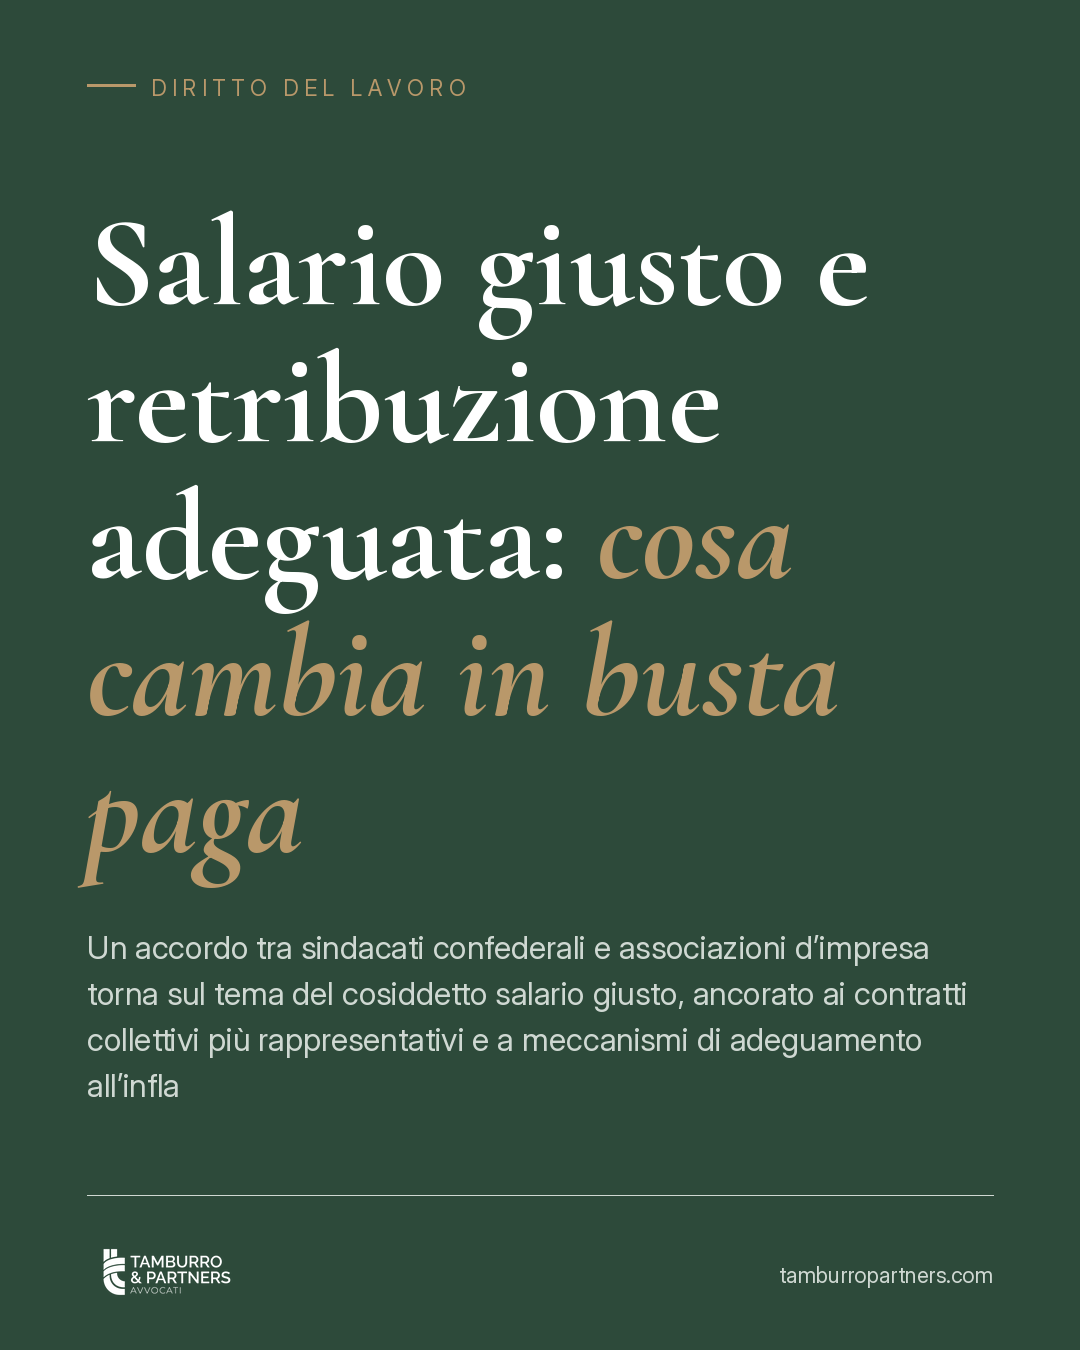 DIRITTO DEL LAVORO
Salario giusto e
retribuzione
adeguata: cosa
cambia in busta
paga
Un accordo tra sindacati confederali e associazioni d’impresa
torna sul tema del cosiddetto salario giusto, ancorato ai contratti
collettivi più rappresentativi e a meccanismi di adeguamento
all’infla
TAMBURRO
& PARTNERS
AVVOCATI
tamburropartners.com